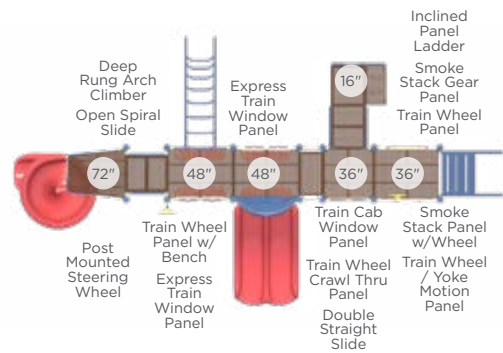 Inclined
Panel
Ladder
Deep
Rung Arch
Climber
Open Spiral
Slide
Express
Train
Window
Panel
Smoke
Stack Gear
Panel
Train Wheel
Panel
16"
72"
48"
48"
36"
36"
Post
Mounted
Steering
Wheel
Train Wheel
Panel w/
Bench
Express
Train
Window
Panel
Train Cab
Window
Panel
Train Wheel
Crawl Thru
Panel
Double
Straight
Slide
Smoke
Stack Panel
w/Wheel
Train Wheel
/ Yoke
Motion
Panel